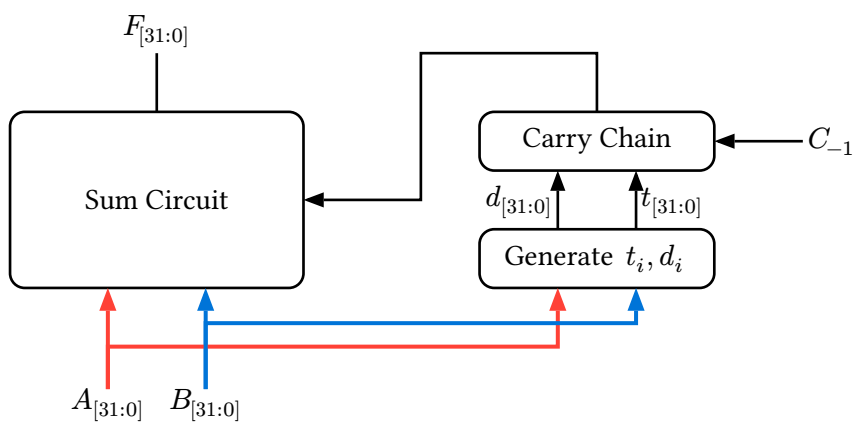 F[31:0]
Carry Chain
C−1
Sum Circuit
d[31:0]
t[31:0]
Generate tᵢ, dᵢ
A[31:0]
B[31:0]